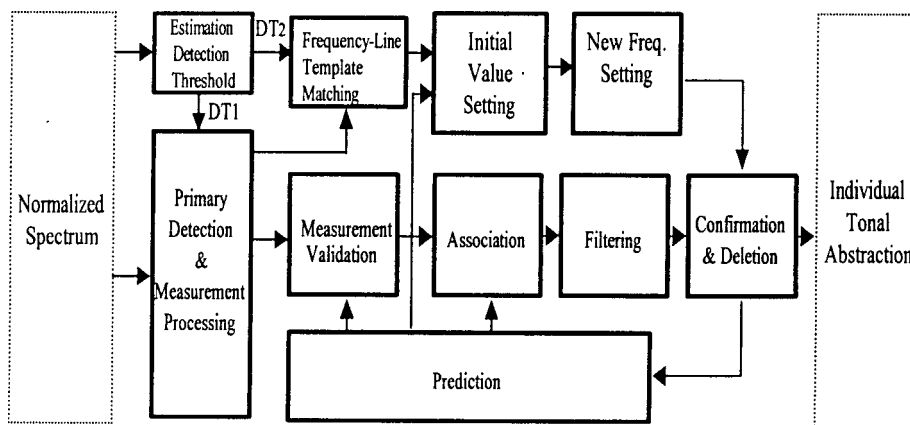 Normalized
Spectrum
Estimation
Detection
Threshold
DT2
DT1
Frequency-Line
Template
Matching
Initial
Value
Setting
New Freq.
Setting
Primary
Detection
&
Measurement
Processing
Measurement
Validation
Association
Filtering
Confirmation
& Deletion
Prediction
Individual
Tonal
Abstraction